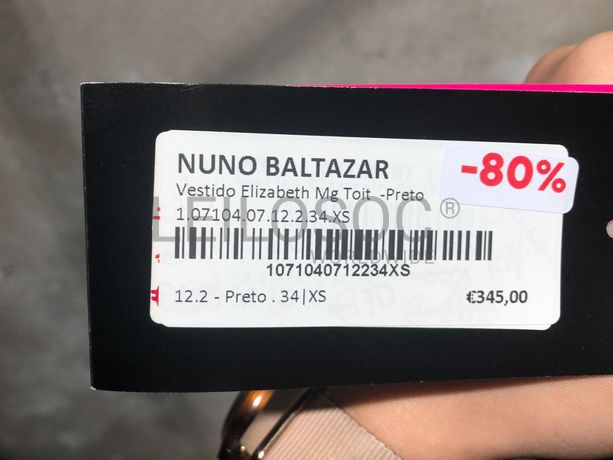 NUNO BALTAZAR
-80%
Vestido Elizabeth Mg Toit -Preto
1.07104.07.12.2.34.XS
LEILOSOC®
WORLDWIDE
1071040712234XS
12.2 - Preto . 34|XS
€345,00